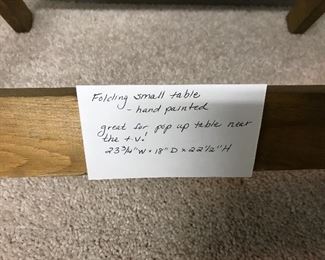 Folding small table
- hand painted
great for pop up table near
the t.v.!
23 3/4" W x 18" D x 22 1/2" H